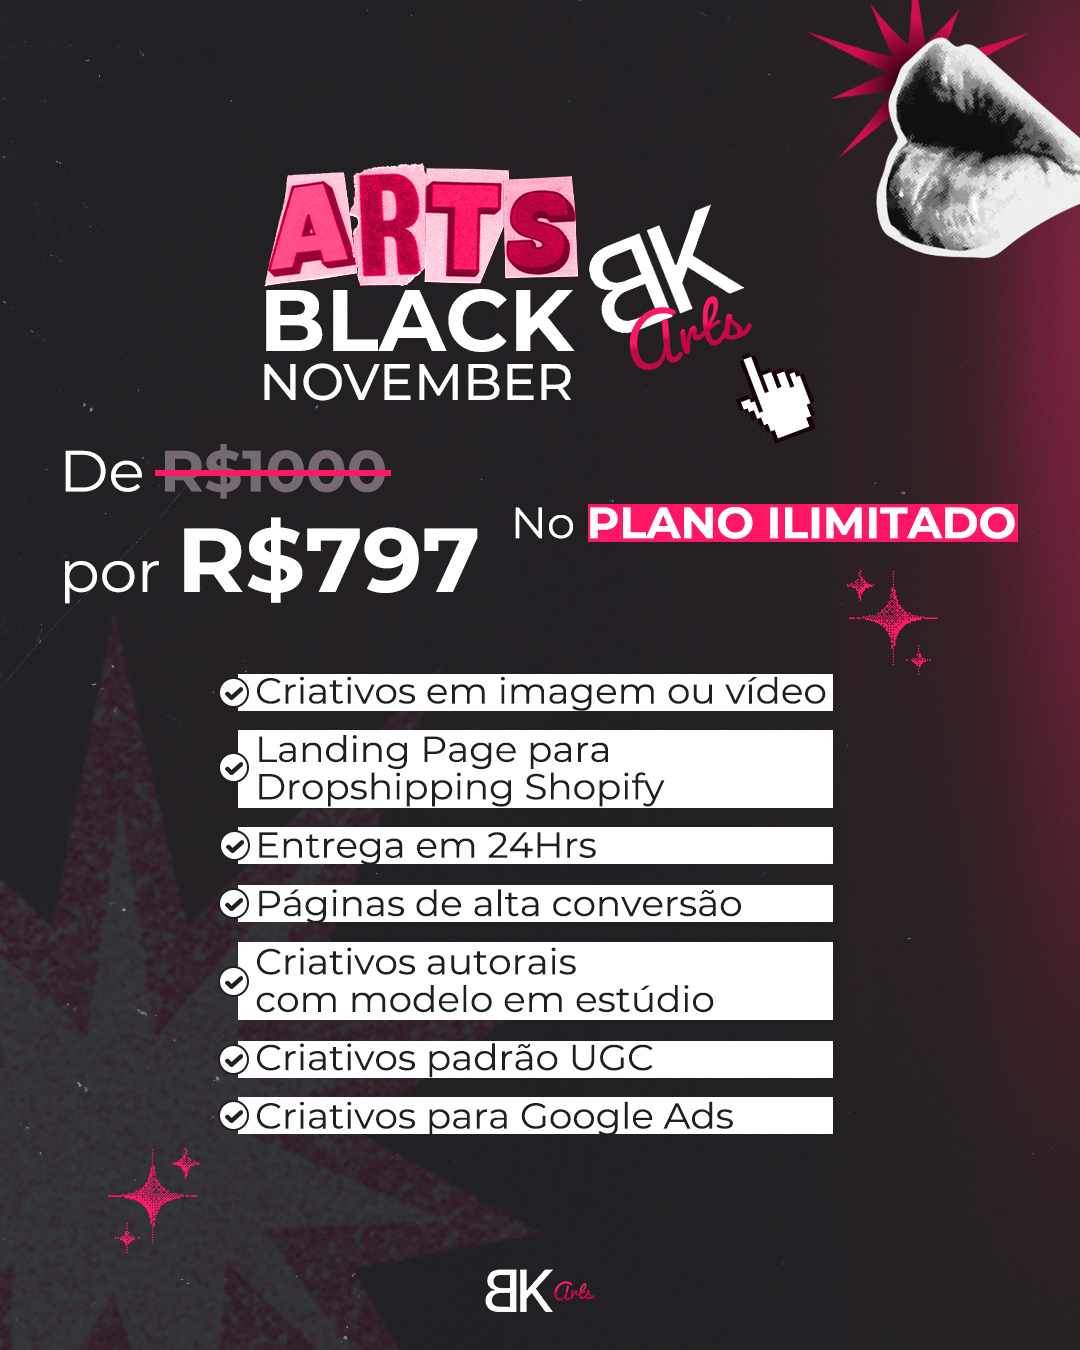 ARTS
BLACK
NOVEMBER
BK
Arts
De R$1000
por R$797
No PLANO ILIMITADO
Criativos em imagem ou vídeo
Landing Page para
Dropshipping Shopify
Entrega em 24Hrs
Páginas de alta conversão
Criativos autorais
com modelo em estúdio
Criativos padrão UGC
Criativos para Google Ads
BK Arts